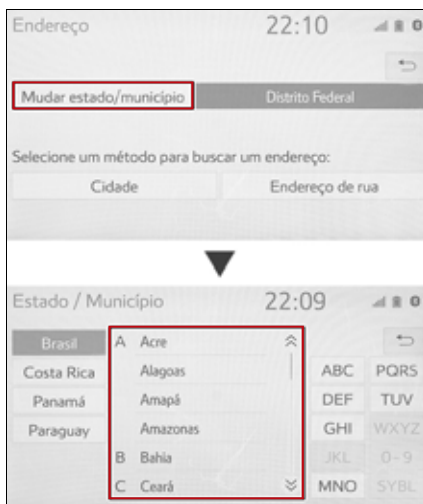 Endereço 22:10
Mudar estado/município Distrito Federal
Selecione um método para buscar um endereço:
Cidade Endereço de rua
Estado / Município 22:09
Brasil A Acre
Costa Rica Alagoas ABC PQRS
Panamá Amapá DEF TUV
Paraguay Amazonas GHI WXYZ
B Bahia JKL 0-9
C Ceará MNO SYBL